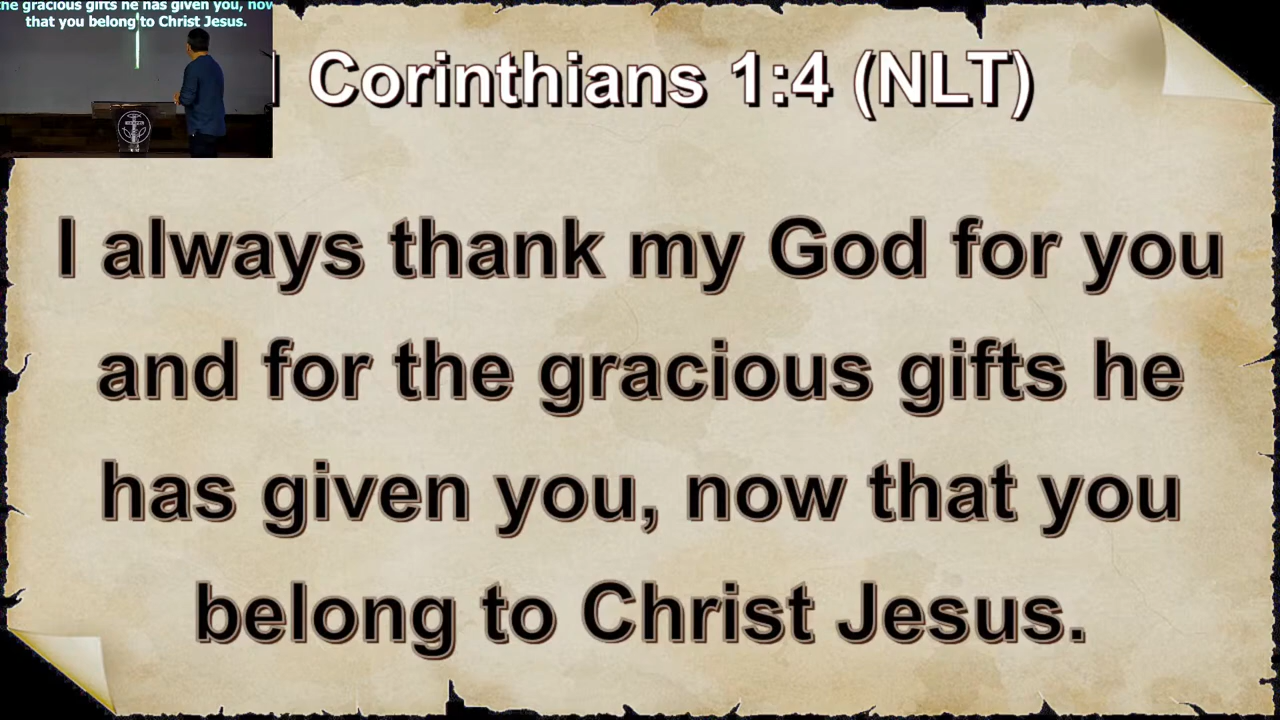 he gracious gifts he has given you, now
that you belong to Christ Jesus.
Corinthians 1:4 (NLT)
I always thank my God for you
and for the gracious gifts he
has given you, now that you
belong to Christ Jesus.